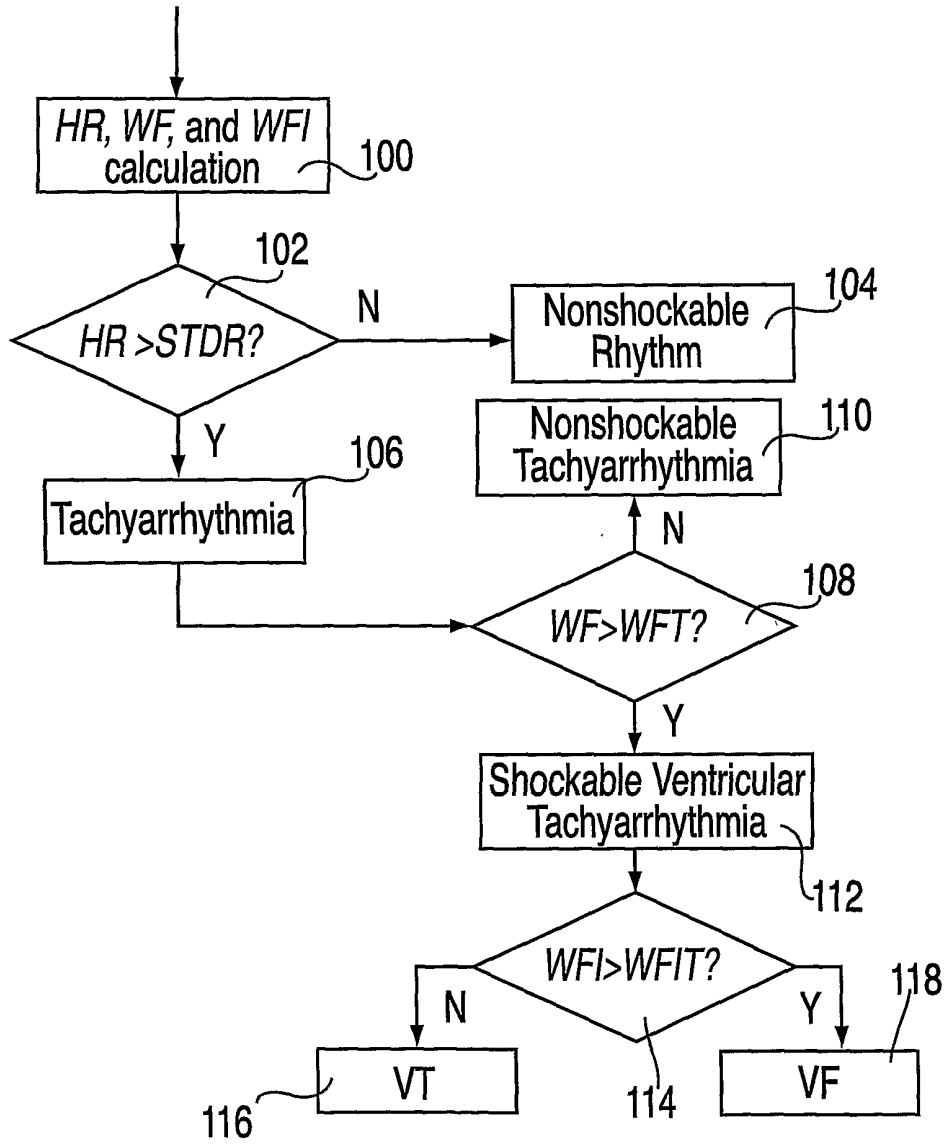 HR, WF, and WFI
calculation
100
102
HR >STDR?
N
Nonshockable
Rhythm
104
Y
106
Tachyarrhythmia
Nonshockable
Tachyarrhythmia
110
N
108
WF>WFT?
Y
Shockable Ventricular
Tachyarrhythmia
112
WFI>WFIT?
N
Y
118
114
VT
VF
116